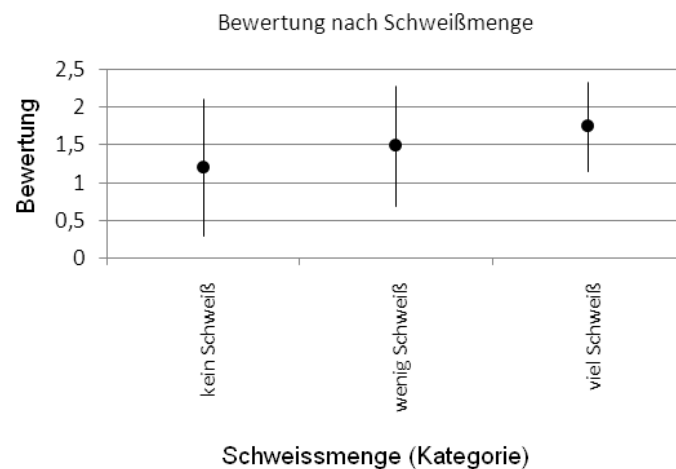 Bewertung nach Schweißmenge
Bewertung
2,5
2
1,5
1
0,5
0
kein Schweiß
wenig Schweiß
viel Schweiß
Schweissmenge (Kategorie)